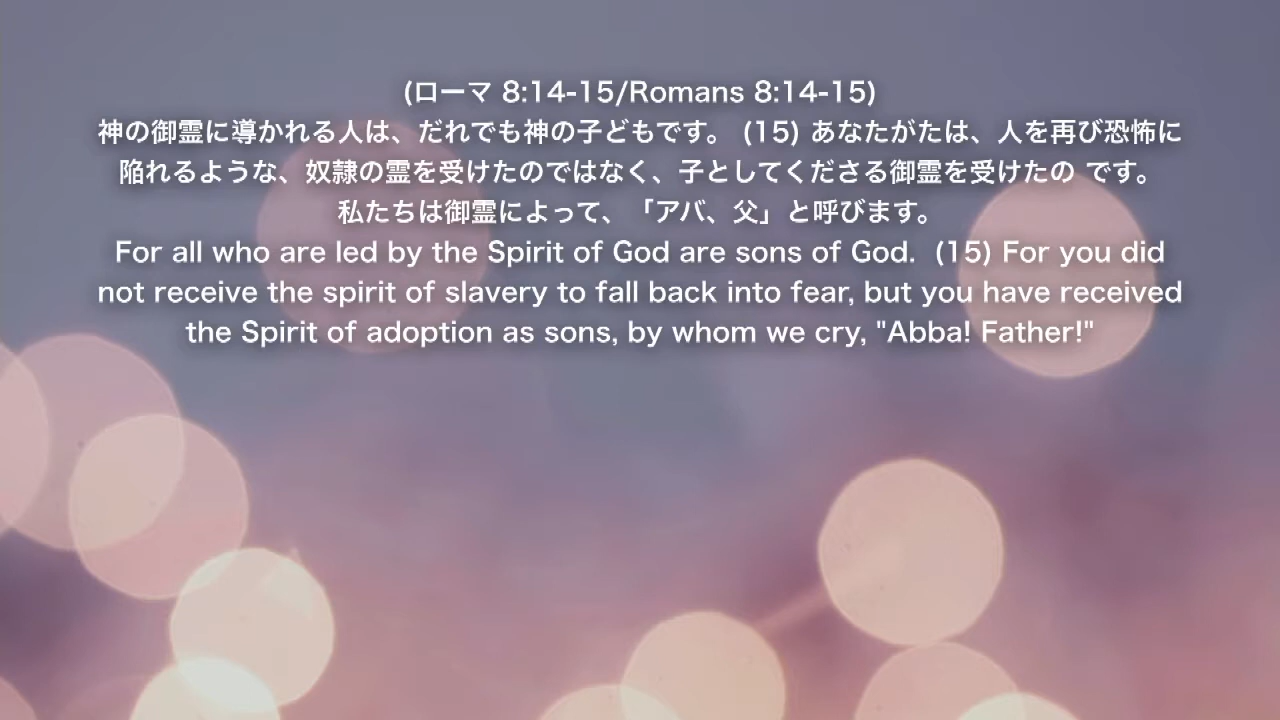 (ローマ 8:14-15/Romans 8:14-15)
神の御霊に導かれる人は、だれでも神の子どもです。 (15) あなたがたは、人を再び恐怖に
陥れるような、奴隷の霊を受けたのではなく、子としてくださる御霊を受けたの です。
私たちは御霊によって、「アバ、父」と呼びます。
For all who are led by the Spirit of God are sons of God.  (15) For you did
not receive the spirit of slavery to fall back into fear, but you have received
the Spirit of adoption as sons, by whom we cry, "Abba! Father!"